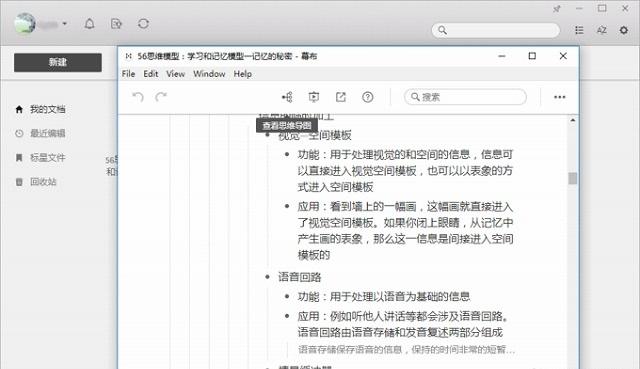 新建
我的文档
最近编辑
标星文件
回收站
56思维模型：学习和记忆模型—记忆的秘密 - 幕布
File Edit View Window Help
搜索
查看思维导图
视觉—空间模板
功能：用于处理视觉的和空间的信息，信息可
以直接进入视觉空间模板，也可以以表象的方
式进入空间模板
应用：看到墙上的一幅画，这幅画就直接进入
了视觉空间模板。如果你闭上眼睛，从记忆中
产生画的表象，那么这一信息是间接进入空间
模板的
语音回路
功能：用于处理以语音为基础的信息
应用：例如听他人讲话等都会涉及语音回路。
语音回路由语音存储和发音复述两部分组成
语音存储保存语音的信息，保持的时间非常的短暂...